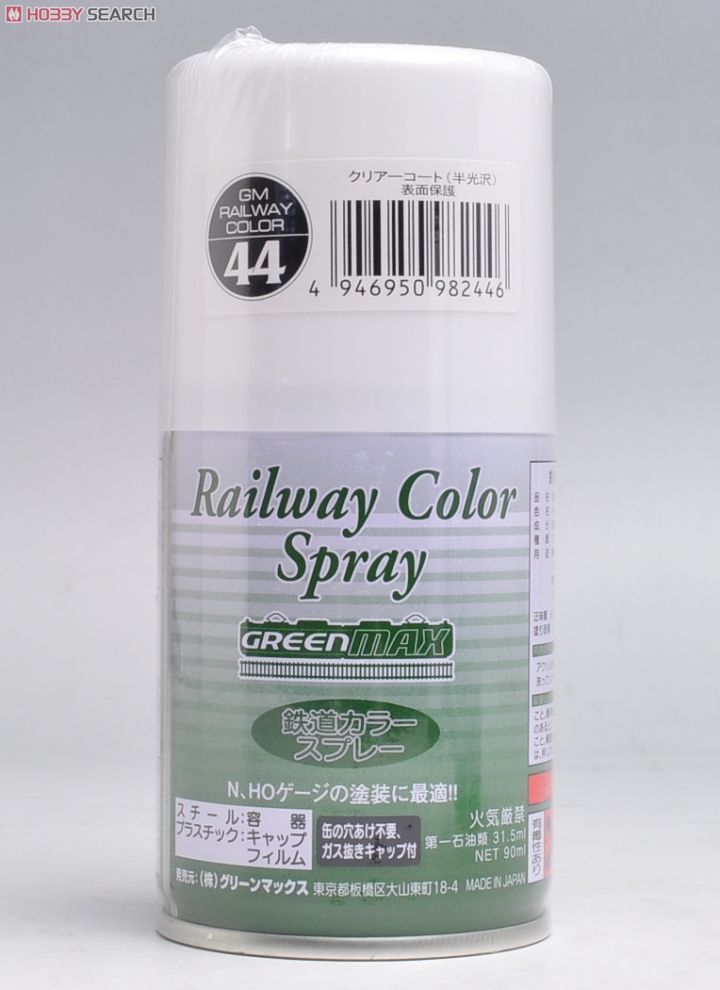 HOBBY SEARCH
GM
RAILWAY
COLOR
44
クリアーコート(半光沢)
表面保護
4 946950 982446
Railway Color
Spray
GREENMAX
鉄道カラー
スプレー
N、HOゲージの塗装に最適!!
スチール:容器
プラスチック:キャップ
フィルム
缶の穴あけ不要、
ガス抜きキャップ付
火気厳禁
第一石油類 31.5ml
NET 90ml
発売元:(株)グリーンマックス 東京都板橋区大山東町18-4 MADE IN JAPAN
有毒性あり